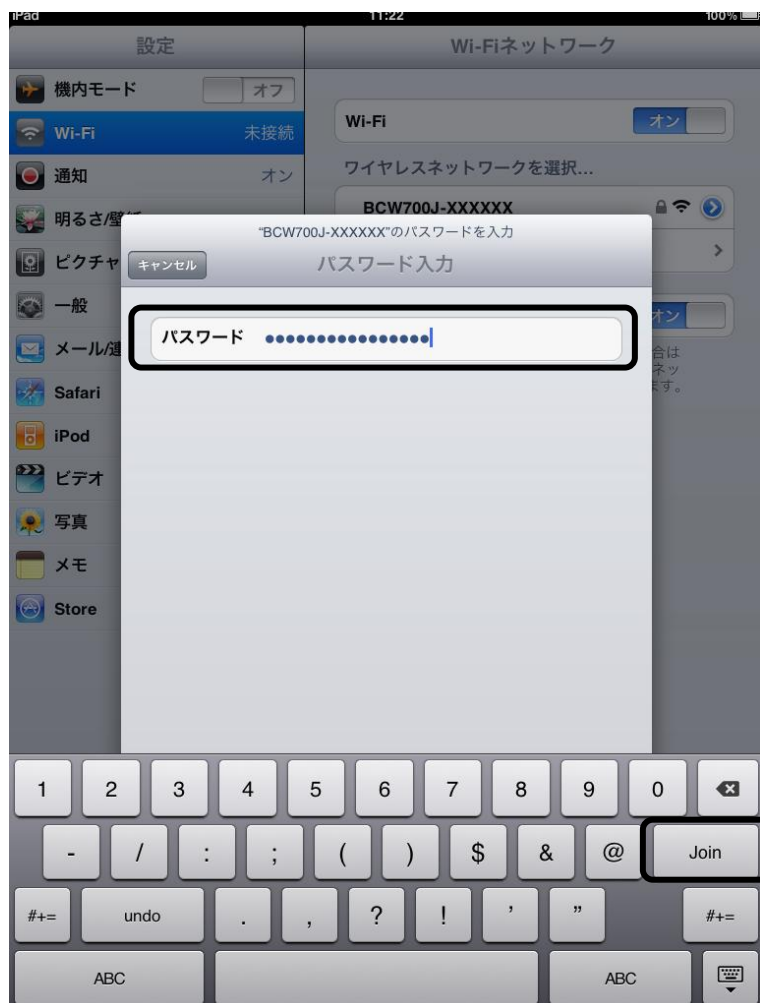 iPad 11:22 100%
設定
Wi-Fiネットワーク
機内モード オフ
Wi-Fi 未接続
通知 オン
明るさ/壁紙
ピクチャ
一般
メール/連
Safari
iPod
ビデオ
写真
メモ
Store
Wi-Fi オン
ワイヤレスネットワークを選択...
BCW700J-XXXXXX
オン
合は
ネッ
ます。
“BCW700J-XXXXXX”のパスワードを入力
キャンセル パスワード入力
パスワード ●●●●●●●●●●●●●●●●
1 2 3 4 5 6 7 8 9 0
- / : ; ( ) $ & @ Join
#+= undo . , ? ! ’ ” #+=
ABC ABC